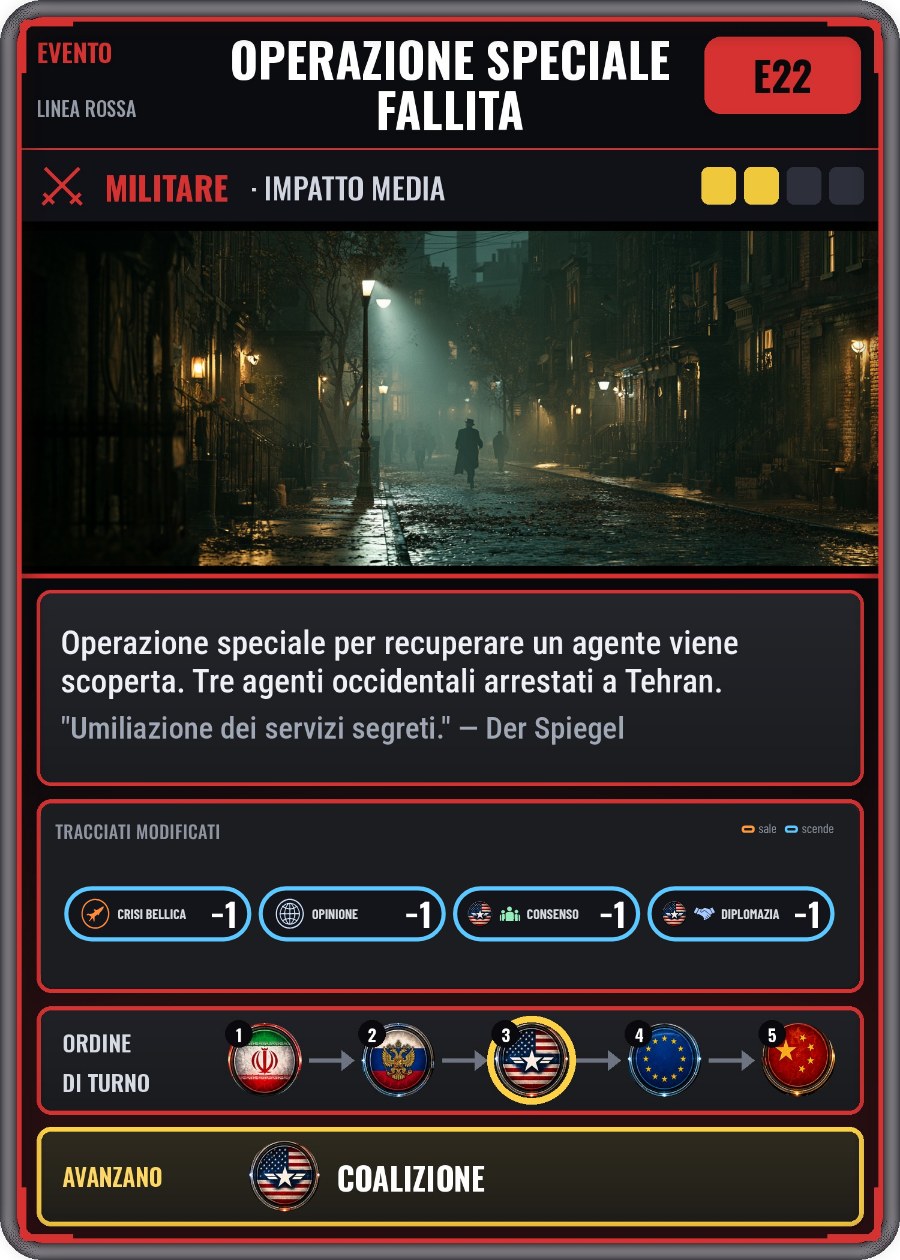 EVENTO
LINEA ROSSA
OPERAZIONE SPECIALE
FALLITA
E22
MILITARE · IMPATTO MEDIA
Operazione speciale per recuperare un agente viene
scoperta. Tre agenti occidentali arrestati a Tehran.
"Umiliazione dei servizi segreti." — Der Spiegel
TRACCIATI MODIFICATI
sale scende
CRISI BELLICA -1
OPINIONE -1
CONSENSO -1
DIPLOMAZIA -1
ORDINE
DI TURNO
1 2 3 4 5
AVANZANO COALIZIONE